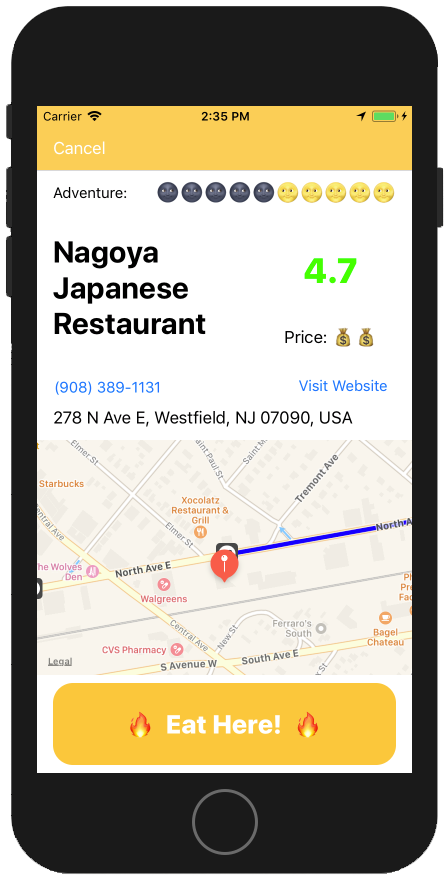 Carrier 2:35 PM
Cancel
Adventure: 🌚🌚🌚🌚🌚🌝🌝🌝🌝🌝
Nagoya
Japanese
Restaurant
4.7
Price: 💰💰
(908) 389-1131
Visit Website
278 N Ave E, Westfield, NJ 07090, USA
Elmer St
Saint Paul's
Saint M
Starbucks
Tremont Ave
Central Ave
Xocolatz
Restaurant &
Grill
Elmer St
North A
he Wolves
Den
North Ave E
Walgreens
Central Ave
New St
Ferraro's
South
Bagel
Chateau
CVS Pharmacy
Legal
S Avenue W
South Ave E
🔥 Eat Here! 🔥